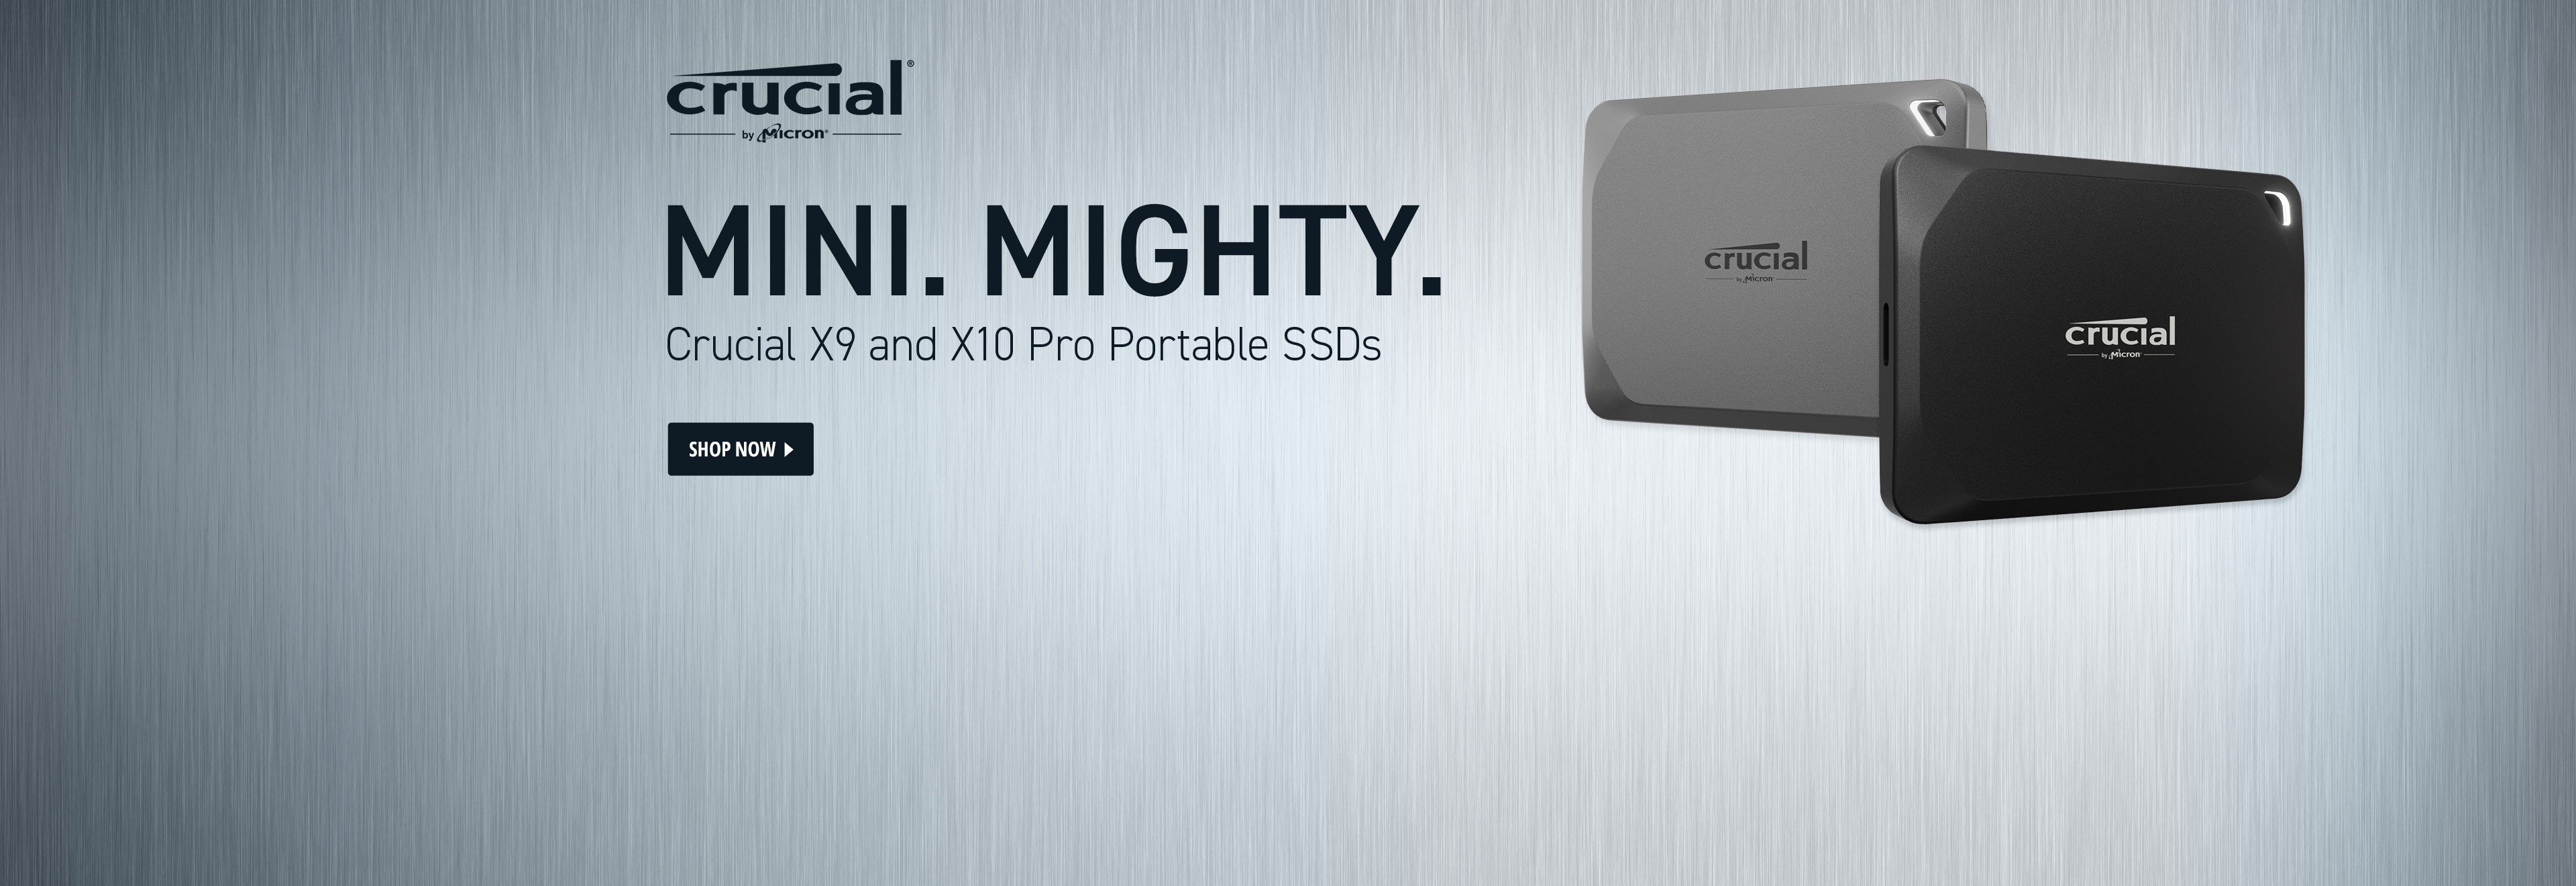 crucial®
by Micron®
MINI. MIGHTY.
Crucial X9 and X10 Pro Portable SSDs
SHOP NOW
crucial
by Micron
crucial
by Micron